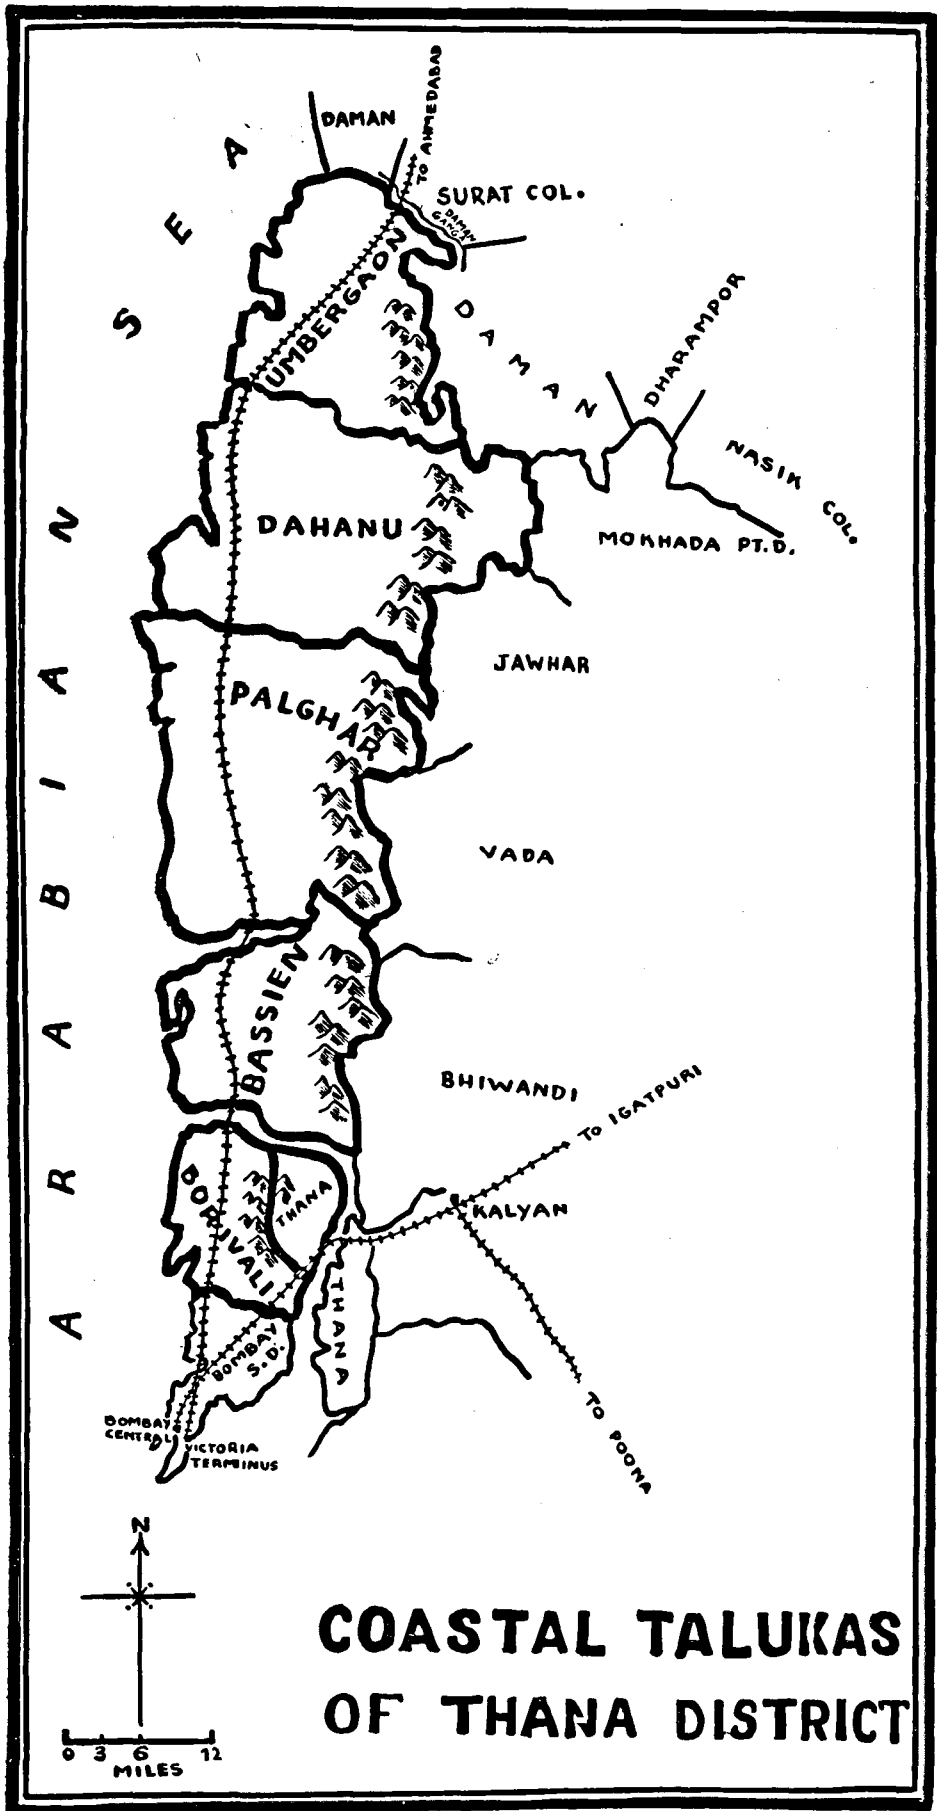 DAMAN
TO AHMEDABAD
SURAT COL.
DAMAN
GANGA
ARABIAN SEA
UMBERGAON
DAMAN
DHARAMPOR
NASIK COL.
DAHANU
MOKHADA PT.D.
JAWHAR
PALGHAR
VADA
BASSIEN
BHIWANDI
TO IGATPURI
BORIVALI
THANA
KALYAN
THANA
BOMBAY
S.D.
TO POONA
BOMBAY
CENTRAL
VICTORIA
TERMINUS
N
COASTAL TALUKAS
OF THANA DISTRICT
0 3 6 12
MILES